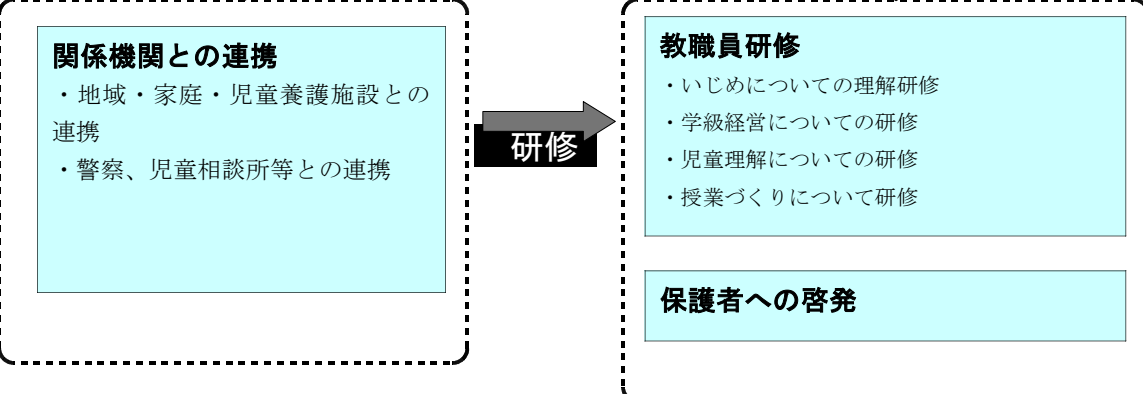 関係機関との連携
・地域・家庭・児童養護施設との
連携
・警察、児童相談所等との連携
研修
教職員研修
・いじめについての理解研修
・学級経営についての研修
・児童理解についての研修
・授業づくりについて研修
保護者への啓発